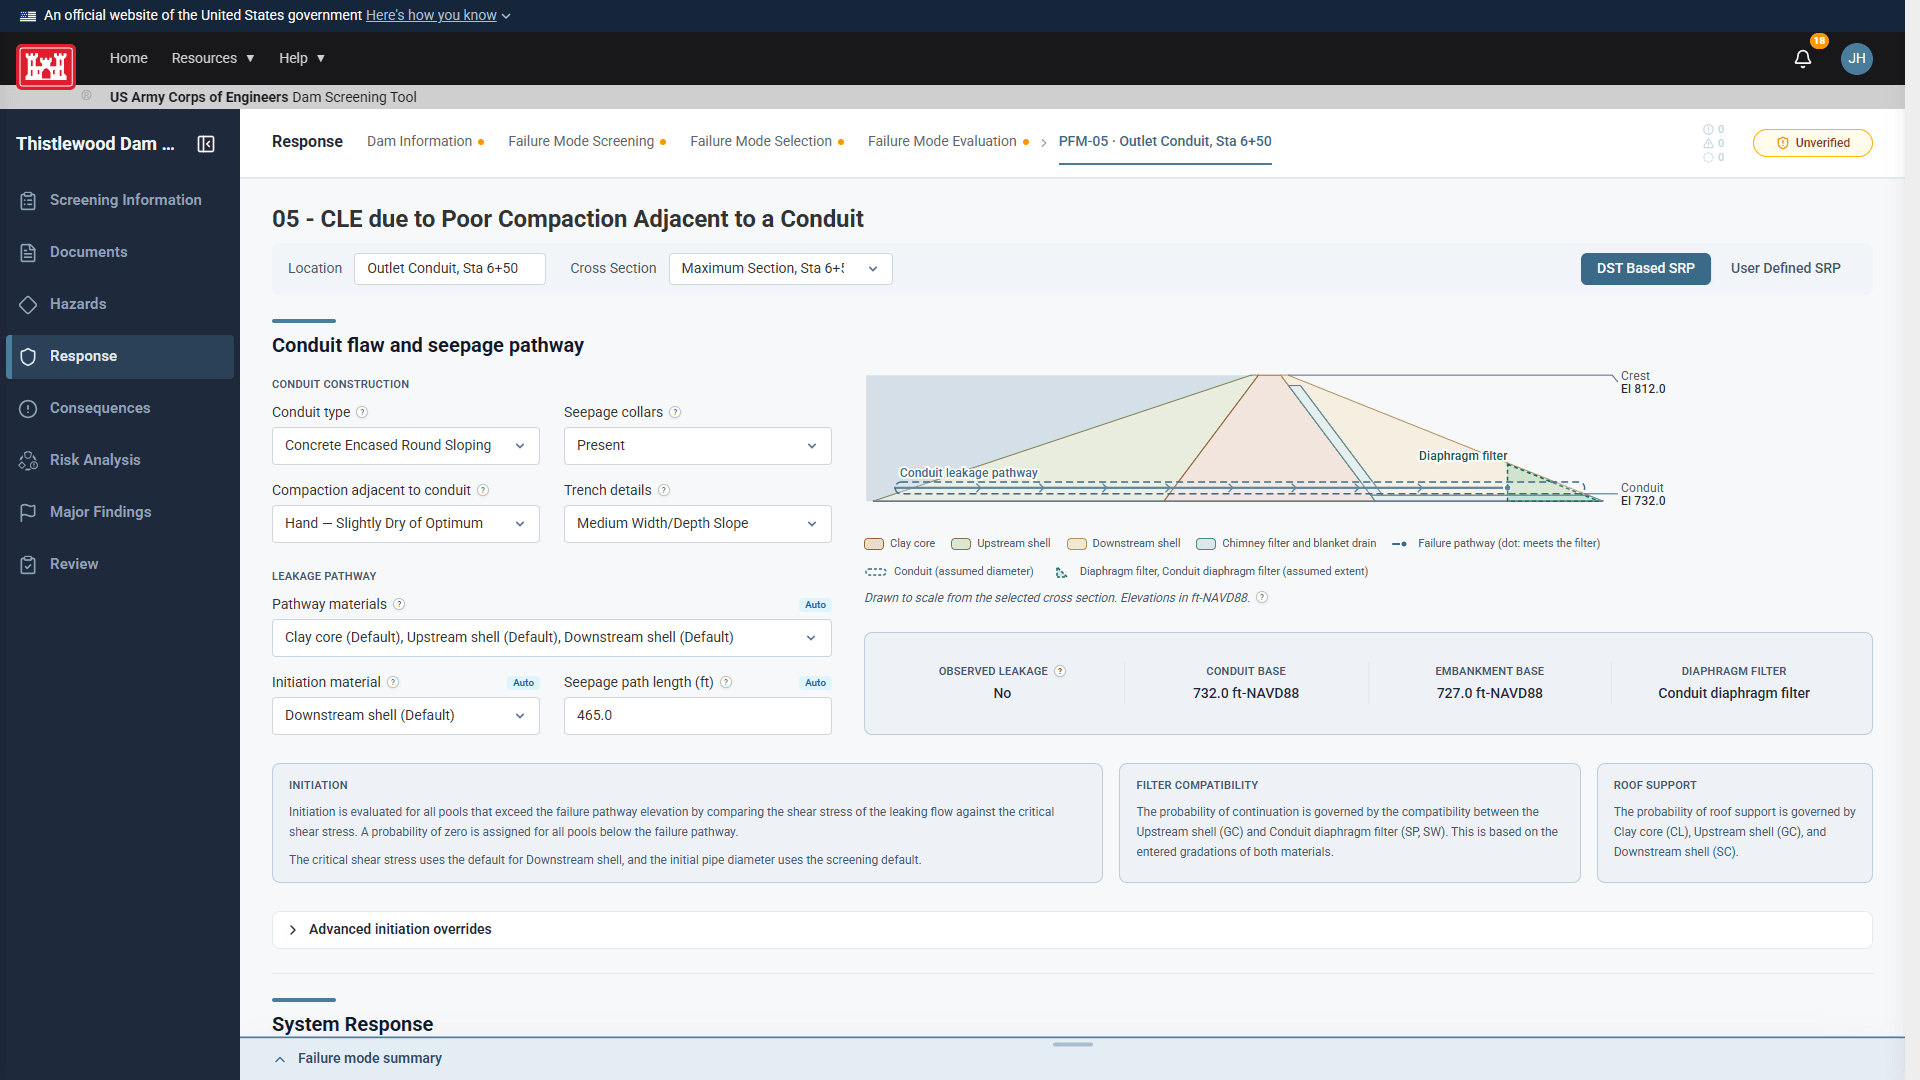 An official website of the United States government Here's how you know
Home Resources Help
18
JH
® US Army Corps of Engineers Dam Screening Tool
Thistlewood Dam ...
Screening Information
Documents
Hazards
Response
Consequences
Risk Analysis
Major Findings
Review
Response Dam Information Failure Mode Screening Failure Mode Selection Failure Mode Evaluation PFM-05 · Outlet Conduit, Sta 6+50
0
0
0
Unverified
05 - CLE due to Poor Compaction Adjacent to a Conduit
Location Outlet Conduit, Sta 6+50 Cross Section Maximum Section, Sta 6+5
DST Based SRP User Defined SRP
Conduit flaw and seepage pathway
CONDUIT CONSTRUCTION
Conduit type ? Seepage collars ?
Concrete Encased Round Sloping Present
Compaction adjacent to conduit ? Trench details ?
Hand — Slightly Dry of Optimum Medium Width/Depth Slope
LEAKAGE PATHWAY
Pathway materials ? Auto
Clay core (Default), Upstream shell (Default), Downstream shell (Default)
Initiation material ? Auto Seepage path length (ft) ? Auto
Downstream shell (Default) 465.0
Crest
El 812.0
Diaphragm filter
Conduit leakage pathway
Conduit
El 732.0
Clay core Upstream shell Downstream shell Chimney filter and blanket drain Failure pathway (dot: meets the filter)
Conduit (assumed diameter) Diaphragm filter, Conduit diaphragm filter (assumed extent)
Drawn to scale from the selected cross section. Elevations in ft-NAVD88. ?
OBSERVED LEAKAGE ? CONDUIT BASE EMBANKMENT BASE DIAPHRAGM FILTER
No 732.0 ft-NAVD88 727.0 ft-NAVD88 Conduit diaphragm filter
INITIATION
Initiation is evaluated for all pools that exceed the failure pathway elevation by comparing the shear stress of the leaking flow against the critical
shear stress. A probability of zero is assigned for all pools below the failure pathway.
The critical shear stress uses the default for Downstream shell, and the initial pipe diameter uses the screening default.
FILTER COMPATIBILITY
The probability of continuation is governed by the compatibility between the
Upstream shell (GC) and Conduit diaphragm filter (SP, SW). This is based on the
entered gradations of both materials.
ROOF SUPPORT
The probability of roof support is governed by
Clay core (CL), Upstream shell (GC), and
Downstream shell (SC).
Advanced initiation overrides
System Response
Failure mode summary